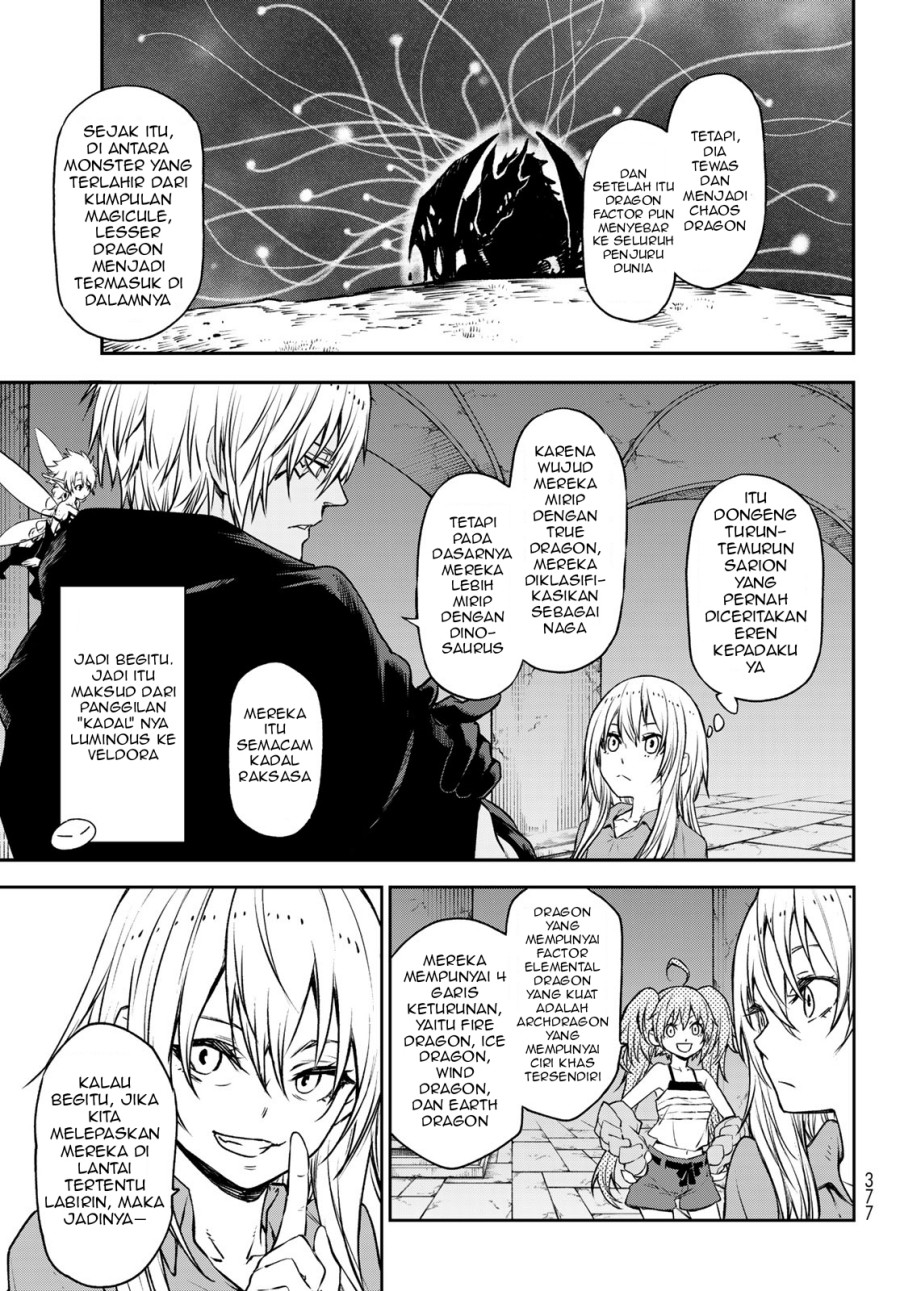 TETAPI,
DIA
TEWAS
DAN
MENJADI
CHAOS
DRAGON
DAN
SETELAH ITU
DRAGON
FACTOR PUN
MENYEBAR
KE SELURUH
PENJURU
DUNIA
SEJAK ITU,
DI ANTARA
MONSTER YANG
TERLAHIR DARI
KUMPULAN
MAGICULE,
LESSER
DRAGON
MENJADI
TERMASUK DI
DALAMNYA
ITU
DONGENG
TURUN-
TEMURUN
SARION
YANG
PERNAH
DICERITAKAN
EREN
KEPADAKU
YA
KARENA
WUJUD
MEREKA
MIRIP
DENGAN
TRUE
DRAGON,
MEREKA
DIKLASIFI-
KASIKAN
SEBAGAI
NAGA
TETAPI
PADA
DASARNYA
MEREKA
LEBIH
MIRIP
DENGAN
DINO-
SAURUS
MEREKA
ITU
SEMACAM
KADAL
RAKSASA
JADI BEGITU.
JADI ITU
MAKSUD DARI
PANGGILAN
"KADAL" NYA
LUMINOUS KE
VELDORA
DRAGON
YANG
MEMPUNYAI
FACTOR
ELEMENTAL
DRAGON
YANG KUAT
ADALAH
ARCHDRAGON
YANG
MEMPUNYAI
CIRI KHAS
TERSENDIRI
MEREKA
MEMPUNYAI 4
GARIS
KETURUNAN,
YAITU FIRE
DRAGON, ICE
DRAGON,
WIND
DRAGON,
DAN EARTH
DRAGON
KALAU
BEGITU, JIKA
KITA
MELEPASKAN
MEREKA DI
LANTAI
TERTENTU
LABIRIN, MAKA
JADINYA—
377